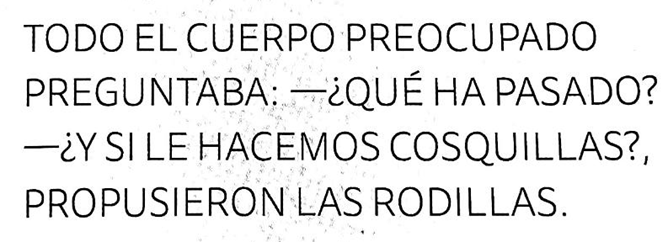 TODO EL CUERPO PREOCUPADO
PREGUNTABA: —¿QUÉ HA PASADO?
—¿Y SI LE HACEMOS COSQUILLAS?,
PROPUSIERON LAS RODILLAS.